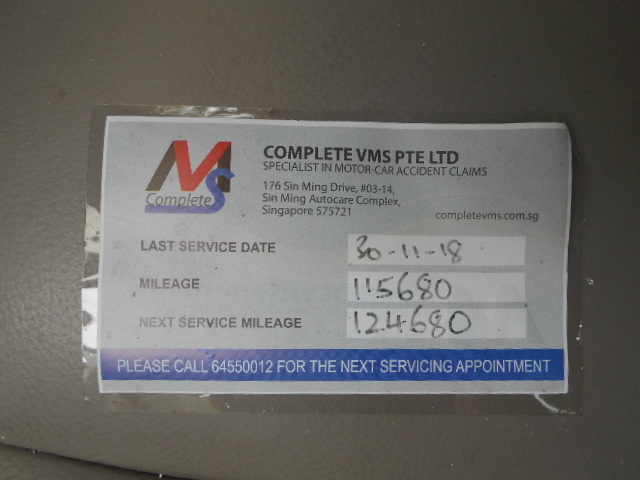 VMS
Complete
COMPLETE VMS PTE LTD
SPECIALIST IN MOTOR-CAR ACCIDENT CLAIMS
176 Sin Ming Drive, #03-14,
Sin Ming Autocare Complex,
Singapore 575721
completevms.com.sg
LAST SERVICE DATE 30-11-18
MILEAGE 115680
NEXT SERVICE MILEAGE 124680
PLEASE CALL 64550012 FOR THE NEXT SERVICING APPOINTMENT